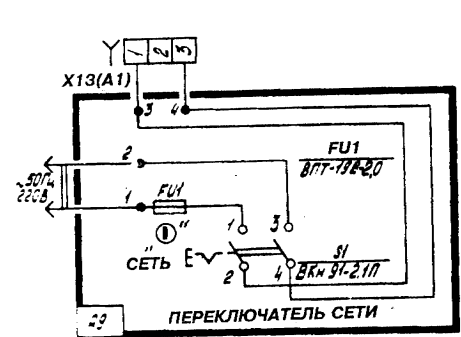 1 2 3
X13(A1)
3 4
2
FU1
ВПТ-19В-2,0
~50Гц
220В
1 FU1
1 3
"СЕТЬ"
2 4
S1
ВКн 91-2.1П
ПЕРЕКЛЮЧАТЕЛЬ СЕТИ